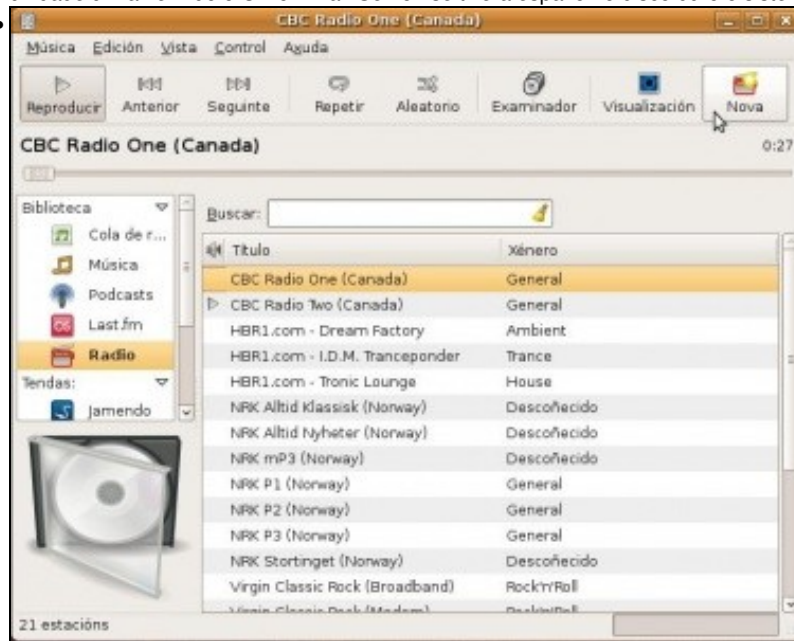 CBC Radio One (Canada)
Música Edición Vista Control Aguda
Reproducir Anterior Seguinte Repetir Aleatorio Examinador Visualización Nova
CBC Radio One (Canada) 0:27
Biblioteca
Cola de r...
Música
Podcasts
Last.fm
Radio
Tendas:
Jamendo
Buscar:
Título Xénero
CBC Radio One (Canada) General
CBC Radio Two (Canada) General
HBR1.com - Dream Factory Ambient
HBR1.com - I.D.M. Tranceponder Trance
HBR1.com - Tronic Lounge House
NRK Alltid Klassisk (Norway) Descoñecido
NRK Alltid Nyheter (Norway) Descoñecido
NRK mP3 (Norway) Descoñecido
NRK P1 (Norway) General
NRK P2 (Norway) General
NRK P3 (Norway) General
NRK Stortinget (Norway) Descoñecido
Virgin Classic Rock (Broadband) Rock'n'Roll
21 estacións